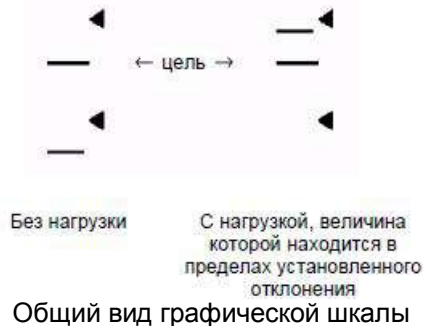 ← цель →
Без нагрузки
С нагрузкой, величина
которой находится в
пределах установленного
отклонения
Общий вид графической шкалы